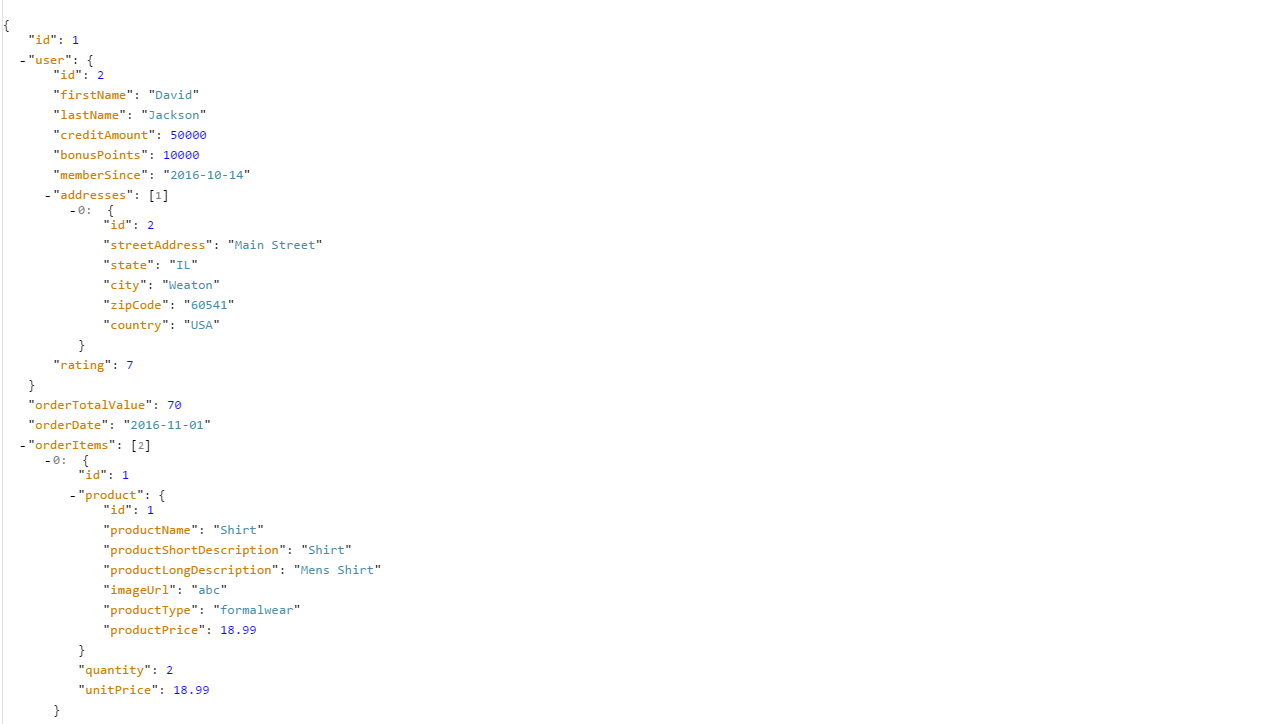 {
"id": 1
-"user": {
"id": 2
"firstName": "David"
"lastName": "Jackson"
"creditAmount": 50000
"bonusPoints": 10000
"memberSince": "2016-10-14"
-"addresses": [1]
-0: {
"id": 2
"streetAddress": "Main Street"
"state": "IL"
"city": "Weaton"
"zipCode": "60541"
"country": "USA"
}
"rating": 7
}
"orderTotalValue": 70
"orderDate": "2016-11-01"
-"orderItems": [2]
-0: {
"id": 1
-"product": {
"id": 1
"productName": "Shirt"
"productShortDescription": "Shirt"
"productLongDescription": "Mens Shirt"
"imageUrl": "abc"
"productType": "formalwear"
"productPrice": 18.99
}
"quantity": 2
"unitPrice": 18.99
}